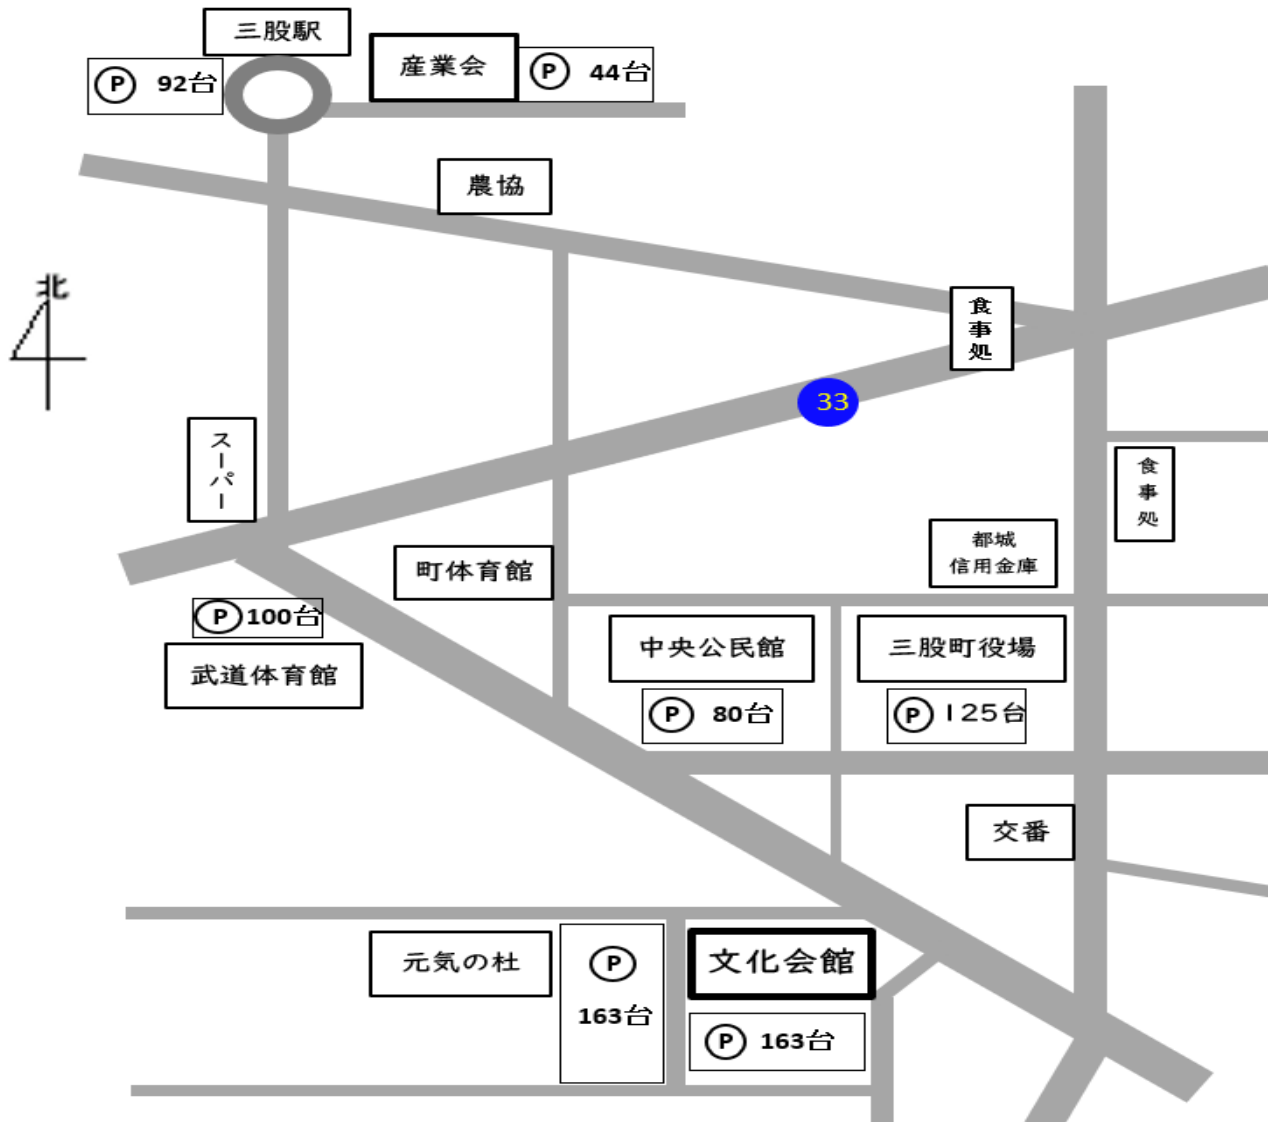 三股駅
産業会
Ⓟ 44台
Ⓟ 92台
農協
北
食
事
処
33
スーパー
食
事
処
都城
信用金庫
町体育館
Ⓟ 100台
武道体育館
中央公民館
三股町役場
Ⓟ 80台
Ⓟ 125台
交番
元気の杜
Ⓟ
163台
文化会館
Ⓟ 163台